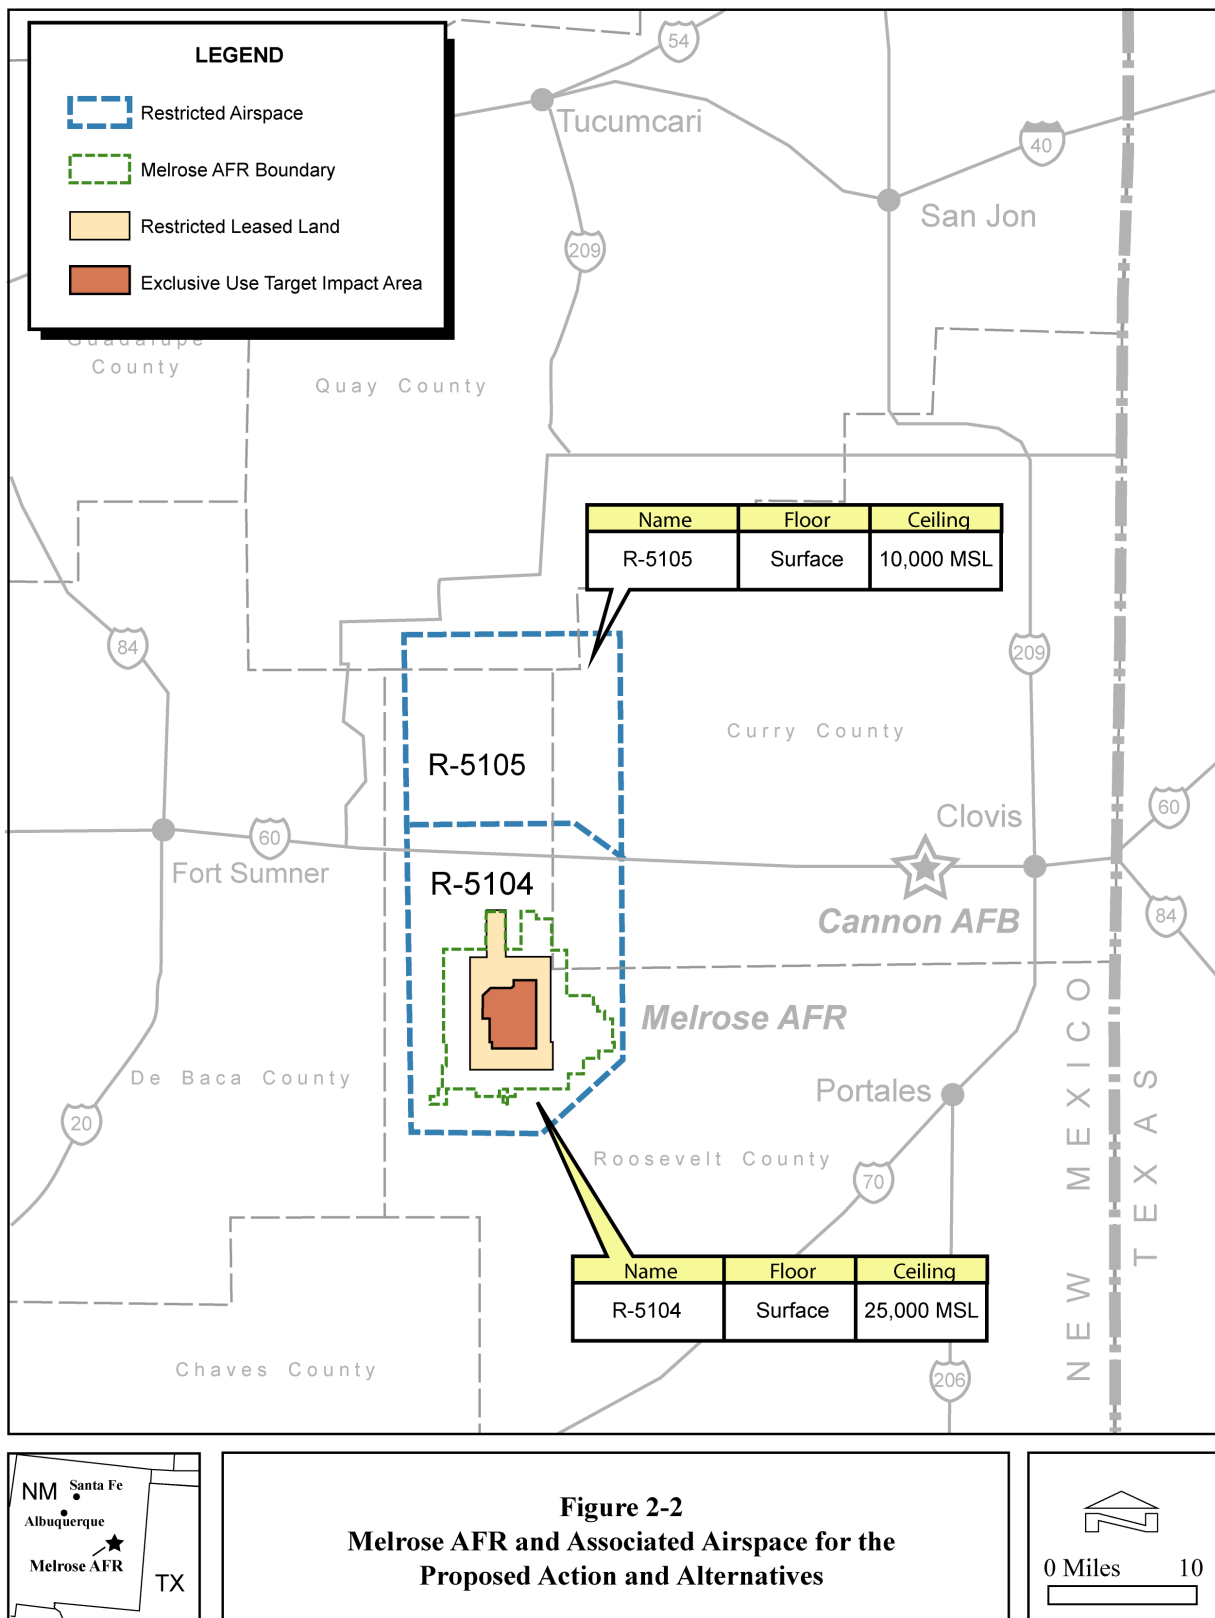 LEGEND
Restricted Airspace
Melrose AFR Boundary
Restricted Leased Land
Exclusive Use Target Impact Area
54
Tucumcari
40
San Jon
209
Guadalupe
County
Quay County
Name Floor Ceiling
R-5105 Surface 10,000 MSL
84
209
Curry County
R-5105
60
Clovis
60
Fort Sumner
R-5104
Cannon AFB
84
Melrose AFR
De Baca County
Portales
20
Roosevelt County
70
NEW MEXICO
TEXAS
Name Floor Ceiling
R-5104 Surface 25,000 MSL
Chaves County
206
NM
Santa Fe
Albuquerque
Melrose AFR
TX
Figure 2-2
Melrose AFR and Associated Airspace for the
Proposed Action and Alternatives
N
0 Miles 10